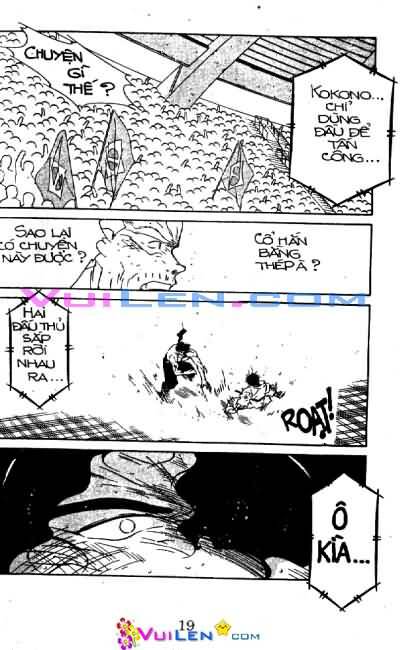 CHUYỆN
GÌ
THẾ?
KOKONO...
CHỈ
DÙNG
ĐẦU ĐỂ
TẤN
CÔNG...
SAO LẠI
CÓ CHUYỆN
NÀY ĐƯỢC?
CỔ HẮN
BẰNG
THÉP À?
VUILEN.COM
HAI
ĐẤU THỦ
SẮP
RỜI
NHAU
RA...
ROẠT!
Ô
KÌA...
19
VUILEN.COM